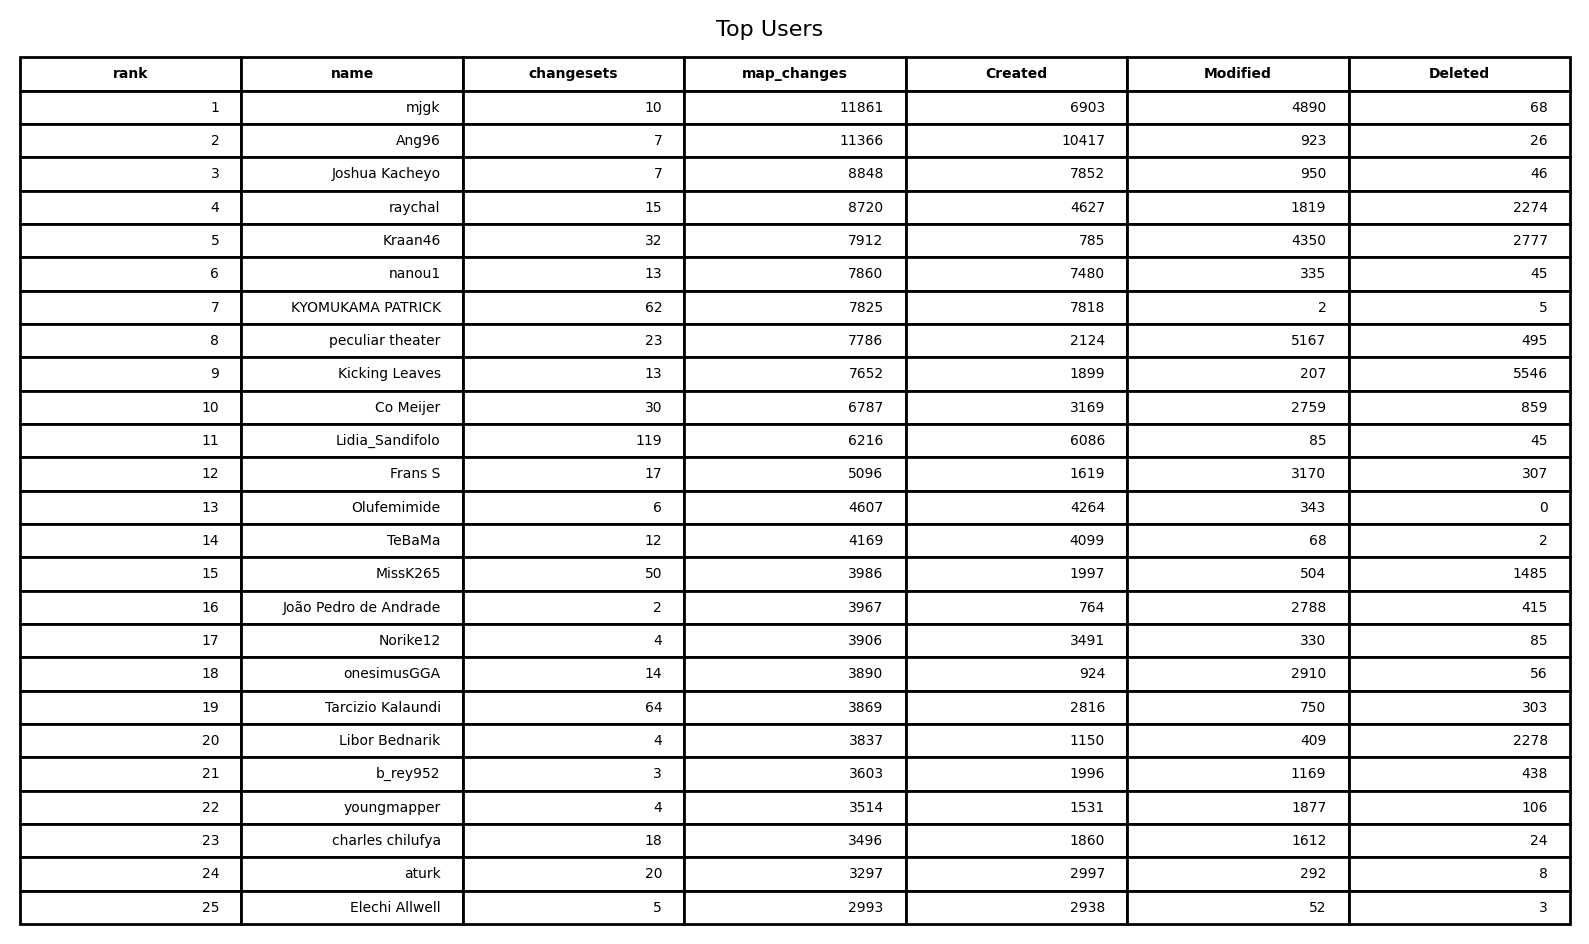 Top Users
rank name changesets map_changes Created Modified Deleted
1 mjgk 10 11861 6903 4890 68
2 Ang96 7 11366 10417 923 26
3 Joshua Kacheyo 7 8848 7852 950 46
4 raychal 15 8720 4627 1819 2274
5 Kraan46 32 7912 785 4350 2777
6 nanou1 13 7860 7480 335 45
7 KYOMUKAMA PATRICK 62 7825 7818 2 5
8 peculiar theater 23 7786 2124 5167 495
9 Kicking Leaves 13 7652 1899 207 5546
10 Co Meijer 30 6787 3169 2759 859
11 Lidia_Sandifolo 119 6216 6086 85 45
12 Frans S 17 5096 1619 3170 307
13 Olufemimide 6 4607 4264 343 0
14 TeBaMa 12 4169 4099 68 2
15 MissK265 50 3986 1997 504 1485
16 João Pedro de Andrade 2 3967 764 2788 415
17 Norike12 4 3906 3491 330 85
18 onesimusGGA 14 3890 924 2910 56
19 Tarcizio Kalaundi 64 3869 2816 750 303
20 Libor Bednarik 4 3837 1150 409 2278
21 b_rey952 3 3603 1996 1169 438
22 youngmapper 4 3514 1531 1877 106
23 charles chilufya 18 3496 1860 1612 24
24 aturk 20 3297 2997 292 8
25 Elechi Allwell 5 2993 2938 52 3